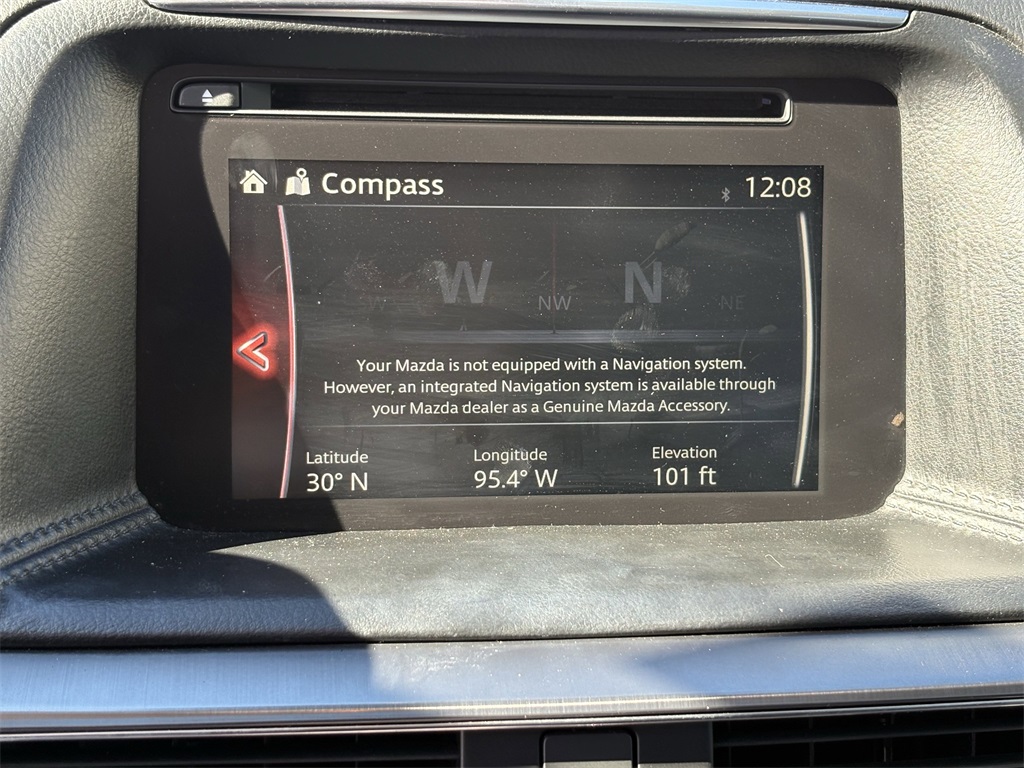 Compass
12:08
W W NW N NE
Your Mazda is not equipped with a Navigation system.
However, an integrated Navigation system is available through
your Mazda dealer as a Genuine Mazda Accessory.
Latitude Longitude Elevation
30° N 95.4° W 101 ft